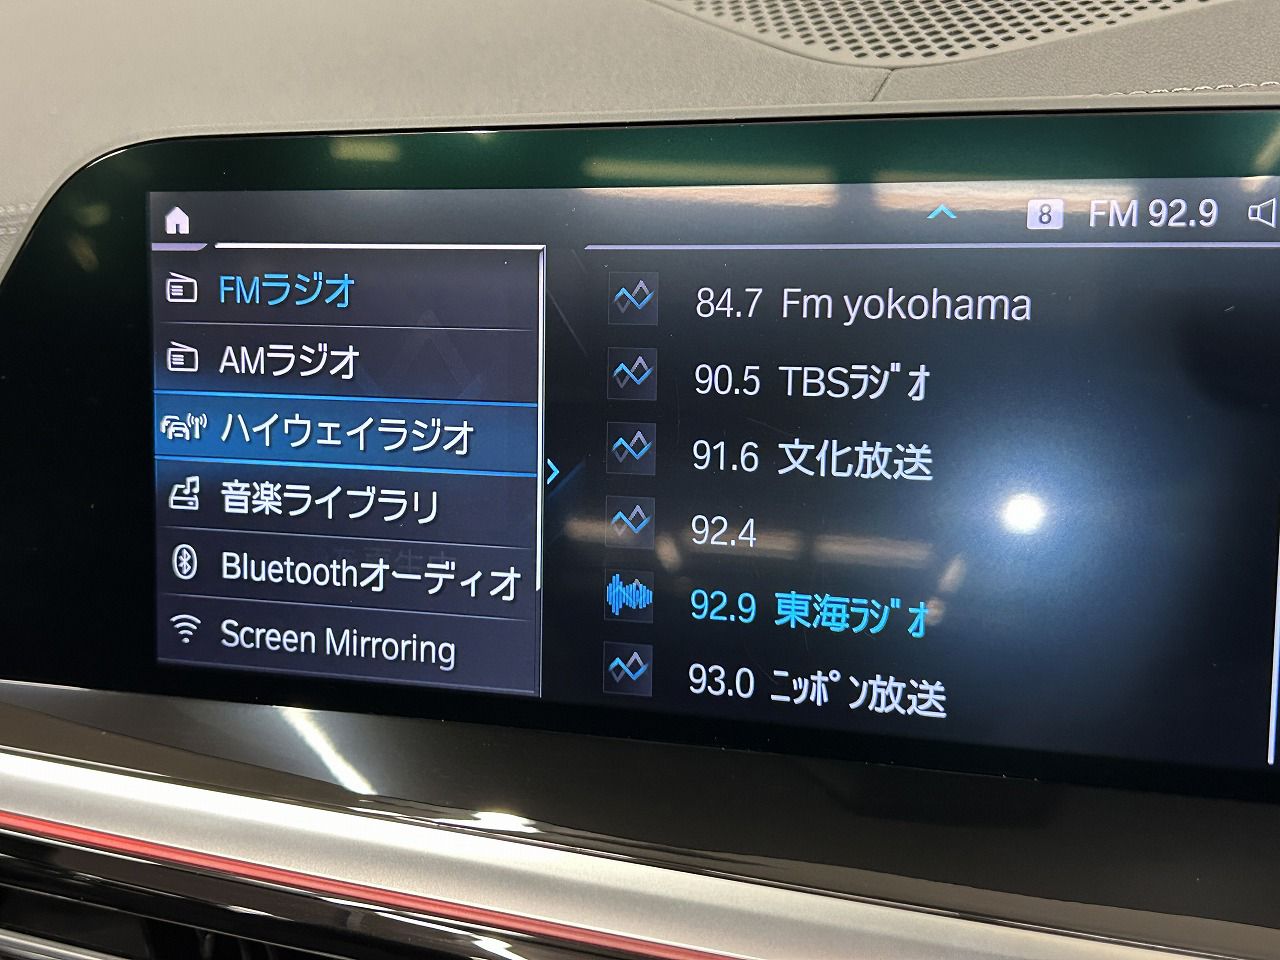 8 FM 92.9
FMラジオ
AMラジオ
ハイウェイラジオ
音楽ライブラリ
Bluetoothオーディオ
Screen Mirroring
84.7 Fm yokohama
90.5 TBSﾗｼﾞｵ
91.6 文化放送
92.4
92.9 東海ﾗｼﾞｵ
93.0 ﾆｯﾎﾟﾝ放送